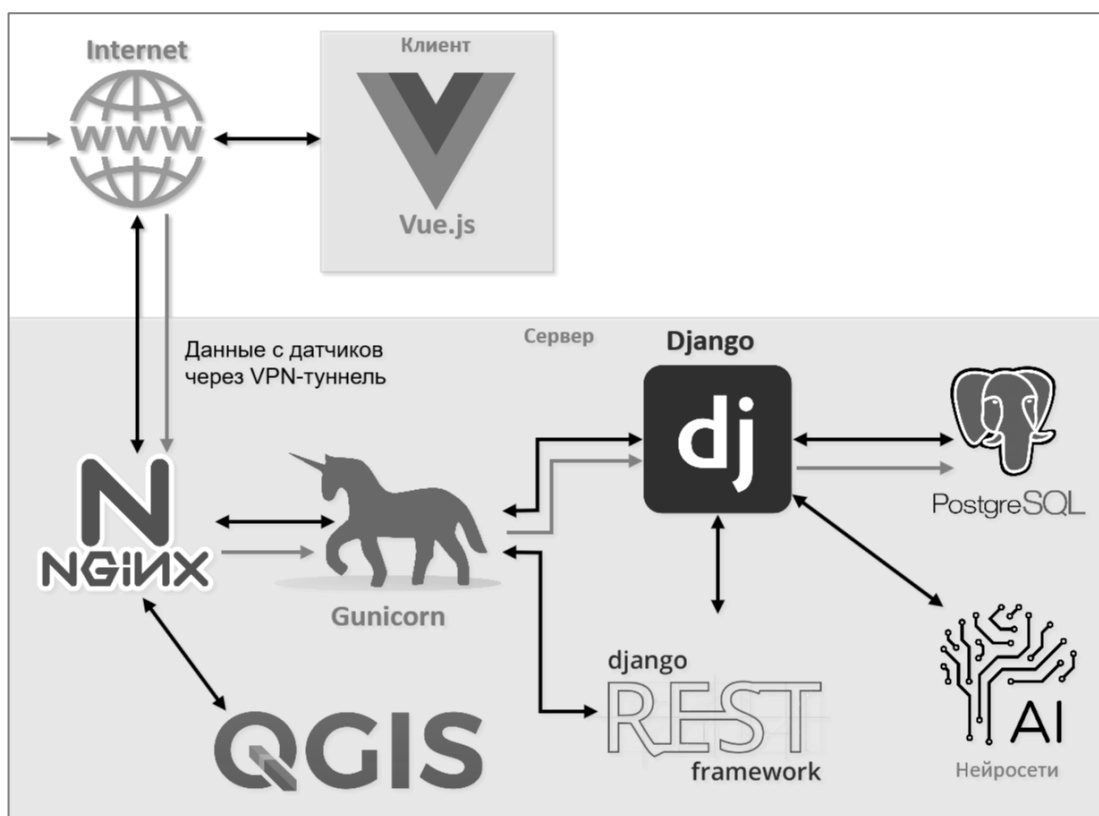 Internet
WWW
Клиент
Vue.js
Данные с датчиков
через VPN-туннель
Сервер
Django
dj
PostgreSQL
N
NGiNX
Gunicorn
QGIS
django
REST
framework
AI
Нейросети